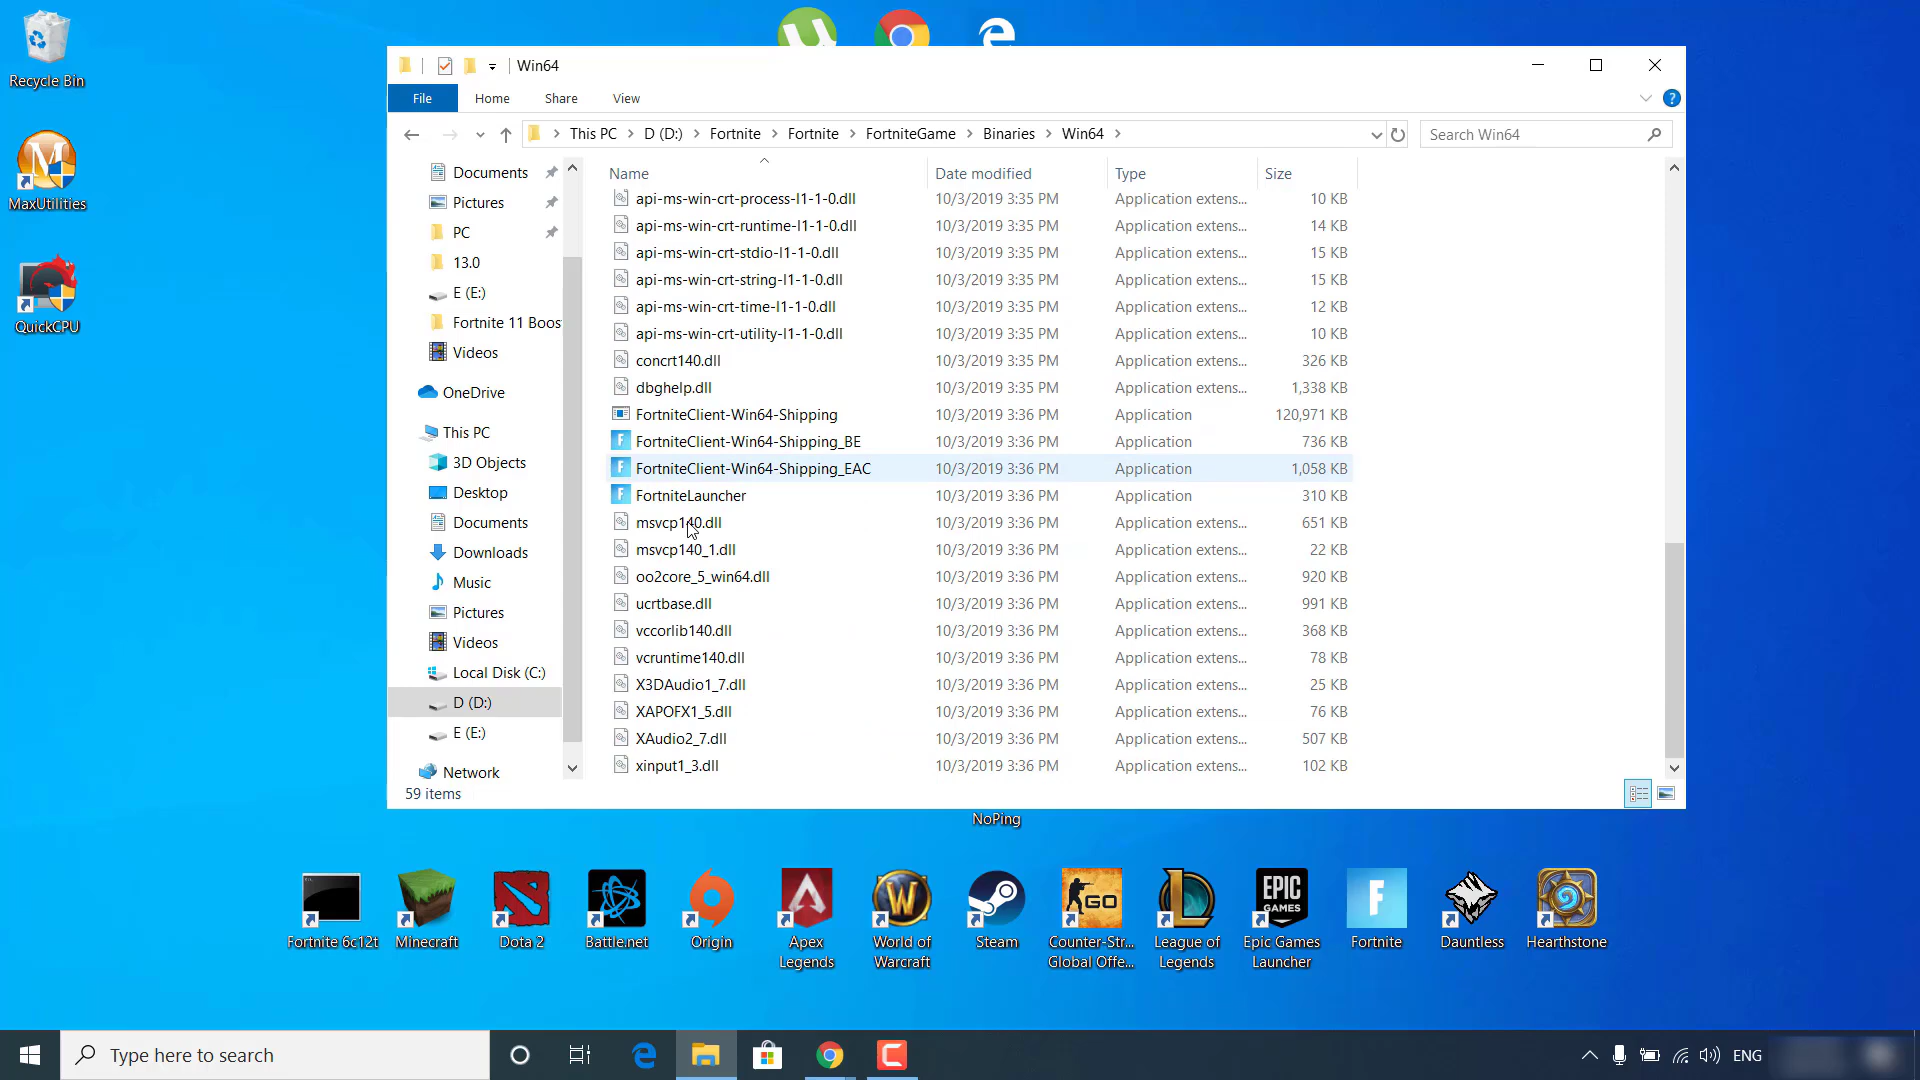 Recycle Bin
MaxUtilities
QuickCPU
Win64
File Home Share View
This PC D (D:) Fortnite Fortnite FortniteGame Binaries Win64
Search Win64
Documents
Pictures
PC
13.0
E (E:)
Fortnite 11 Boos
Videos
OneDrive
This PC
3D Objects
Desktop
Documents
Downloads
Music
Pictures
Videos
Local Disk (C:)
D (D:)
E (E:)
Network
Name Date modified Type Size
api-ms-win-crt-process-l1-1-0.dll 10/3/2019 3:35 PM Application extens... 10 KB
api-ms-win-crt-runtime-l1-1-0.dll 10/3/2019 3:35 PM Application extens... 14 KB
api-ms-win-crt-stdio-l1-1-0.dll 10/3/2019 3:35 PM Application extens... 15 KB
api-ms-win-crt-string-l1-1-0.dll 10/3/2019 3:35 PM Application extens... 15 KB
api-ms-win-crt-time-l1-1-0.dll 10/3/2019 3:35 PM Application extens... 12 KB
api-ms-win-crt-utility-l1-1-0.dll 10/3/2019 3:35 PM Application extens... 10 KB
concrt140.dll 10/3/2019 3:35 PM Application extens... 326 KB
dbghelp.dll 10/3/2019 3:35 PM Application extens... 1,338 KB
FortniteClient-Win64-Shipping 10/3/2019 3:36 PM Application 120,971 KB
FortniteClient-Win64-Shipping_BE 10/3/2019 3:36 PM Application 736 KB
FortniteClient-Win64-Shipping_EAC 10/3/2019 3:36 PM Application 1,058 KB
FortniteLauncher 10/3/2019 3:36 PM Application 310 KB
msvcp140.dll 10/3/2019 3:36 PM Application extens... 651 KB
msvcp140_1.dll 10/3/2019 3:36 PM Application extens... 22 KB
oo2core_5_win64.dll 10/3/2019 3:36 PM Application extens... 920 KB
ucrtbase.dll 10/3/2019 3:36 PM Application extens... 991 KB
vccorlib140.dll 10/3/2019 3:36 PM Application extens... 368 KB
vcruntime140.dll 10/3/2019 3:36 PM Application extens... 78 KB
X3DAudio1_7.dll 10/3/2019 3:36 PM Application extens... 25 KB
XAPOFX1_5.dll 10/3/2019 3:36 PM Application extens... 76 KB
XAudio2_7.dll 10/3/2019 3:36 PM Application extens... 507 KB
xinput1_3.dll 10/3/2019 3:36 PM Application extens... 102 KB
59 items
NoPing
EPIC
GAMES
GO
Fortnite 6c12t Minecraft Dota 2 Battle.net Origin Apex Legends World of Warcraft Steam Counter-Str... Global Offe... League of Legends Epic Games Launcher Fortnite Dauntless Hearthstone
Type here to search
ENG